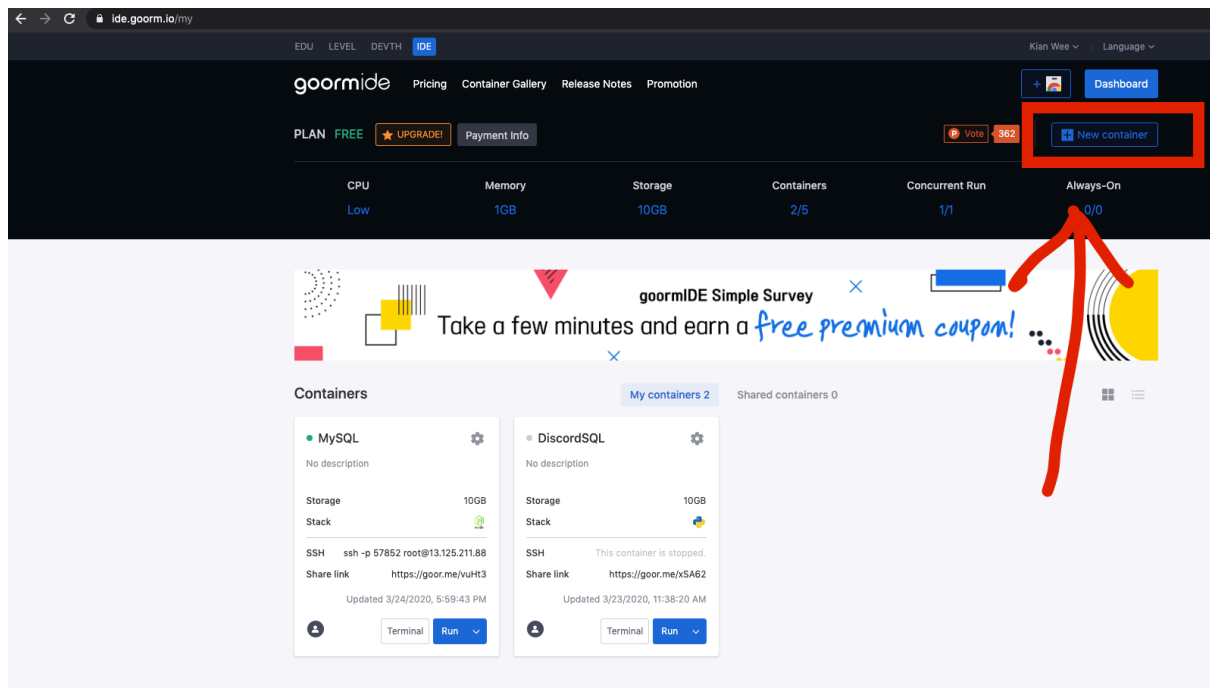 ide.goorm.io/my
EDU LEVEL DEVTH IDE Kian Wee Language
goormide Pricing Container Gallery Release Notes Promotion + Dashboard
PLAN FREE UPGRADE! Payment Info P Vote 362 + New container
CPU Memory Storage Containers Concurrent Run Always-On
Low 1GB 10GB 2/5 1/1 0/0
goormIDE Simple Survey
Take a few minutes and earn a free premium coupon!
Containers My containers 2 Shared containers 0
MySQL DiscordSQL
No description No description
Storage 10GB Storage 10GB
Stack Stack
SSH ssh -p 57852 root@13.125.211.88 SSH This container is stopped.
Share link https://goor.me/vuHt3 Share link https://goor.me/xSA62
Updated 3/24/2020, 5:59:43 PM Updated 3/23/2020, 11:38:20 AM
Terminal Run Terminal Run